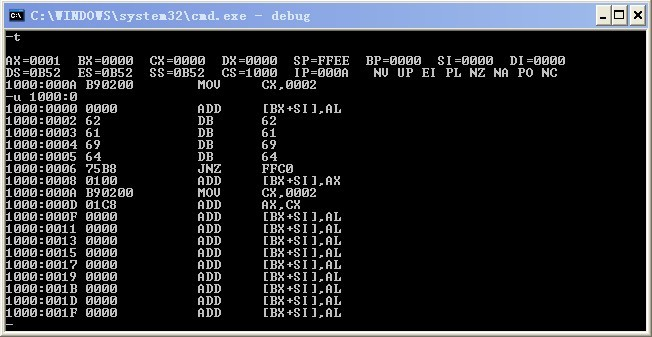 C:\WINDOWS\system32\cmd.exe - debug
-t
AX=0001  BX=0000  CX=0000  DX=0000  SP=FFEE  BP=0000  SI=0000  DI=0000
DS=0B52  ES=0B52  SS=0B52  CS=1000  IP=000A   NV UP EI PL NZ NA PO NC
1000:000A B90200        MOV     CX,0002
-u 1000:0
1000:0000 0000          ADD     [BX+SI],AL
1000:0002 62            DB      62
1000:0003 61            DB      61
1000:0004 69            DB      69
1000:0005 64            DB      64
1000:0006 75B8          JNZ     FFC0
1000:0008 0100          ADD     [BX+SI],AX
1000:000A B90200        MOV     CX,0002
1000:000D 01C8          ADD     AX,CX
1000:000F 0000          ADD     [BX+SI],AL
1000:0011 0000          ADD     [BX+SI],AL
1000:0013 0000          ADD     [BX+SI],AL
1000:0015 0000          ADD     [BX+SI],AL
1000:0017 0000          ADD     [BX+SI],AL
1000:0019 0000          ADD     [BX+SI],AL
1000:001B 0000          ADD     [BX+SI],AL
1000:001D 0000          ADD     [BX+SI],AL
1000:001F 0000          ADD     [BX+SI],AL
-